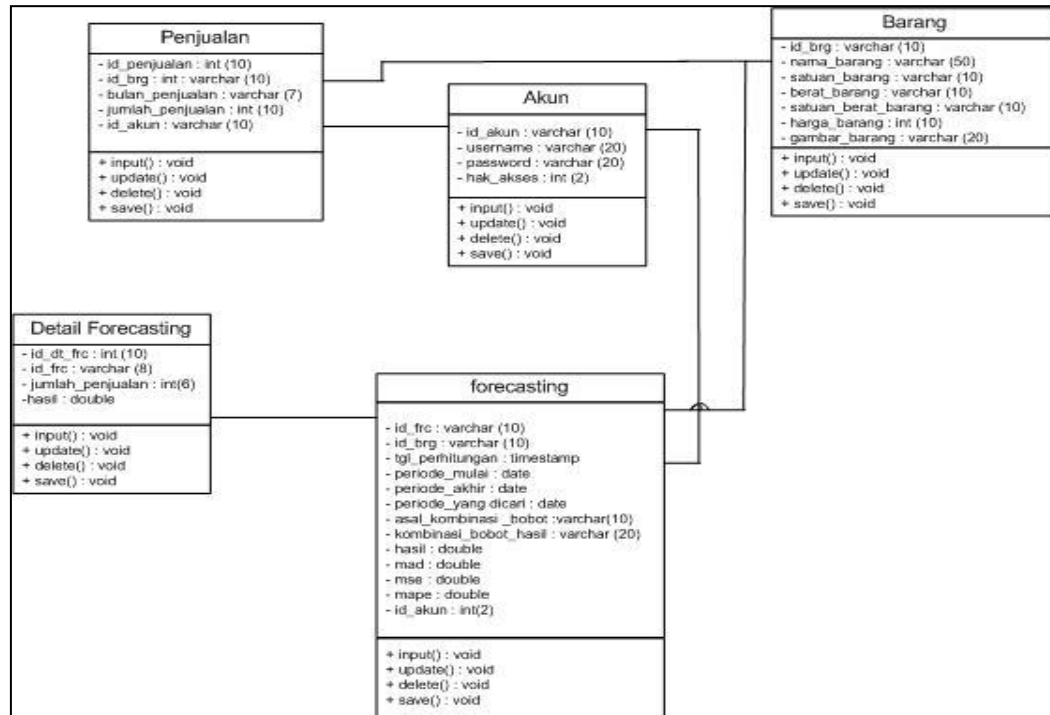 Penjualan
- id_penjualan : int (10)
- id_brg : int : varchar (10)
- bulan_penjualan : varchar (7)
- jumlah_penjualan : int (10)
- id_akun : varchar (10)
+ input() : void
+ update() : void
+ delete() : void
+ save() : void
Akun
- id_akun : varchar (10)
- username : varchar (20)
- password : varchar (20)
- hak_akses : int (2)
+ input() : void
+ update() : void
+ delete() : void
+ save() : void
Barang
- id_brg : varchar (10)
- nama_barang : varchar (50)
- satuan_barang : varchar (10)
- berat_barang : varchar (10)
- satuan_berat_barang : varchar (10)
- harga_barang : int (10)
- gambar_barang : varchar (20)
+ input() : void
+ update() : void
+ delete() : void
+ save() : void
Detail Forecasting
- id_dt_frc : int (10)
- id_frc : varchar (8)
- jumlah_penjualan : int(6)
-hasil : double
+ input() : void
+ update() : void
+ delete() : void
+ save() : void
forecasting
- id_frc : varchar (10)
- id_brg : varchar (10)
- tgl_perhitungan : timestamp
- periode_mulai : date
- periode_akhir : date
- periode_yang dicari : date
- asal_kombinasi _bobot :varchar(10)
- kombinasi_bobot_hasil : varchar (20)
- hasil : double
- mad : double
- mse : double
- mape : double
- id_akun : int(2)
+ input() : void
+ update() : void
+ delete() : void
+ save() : void